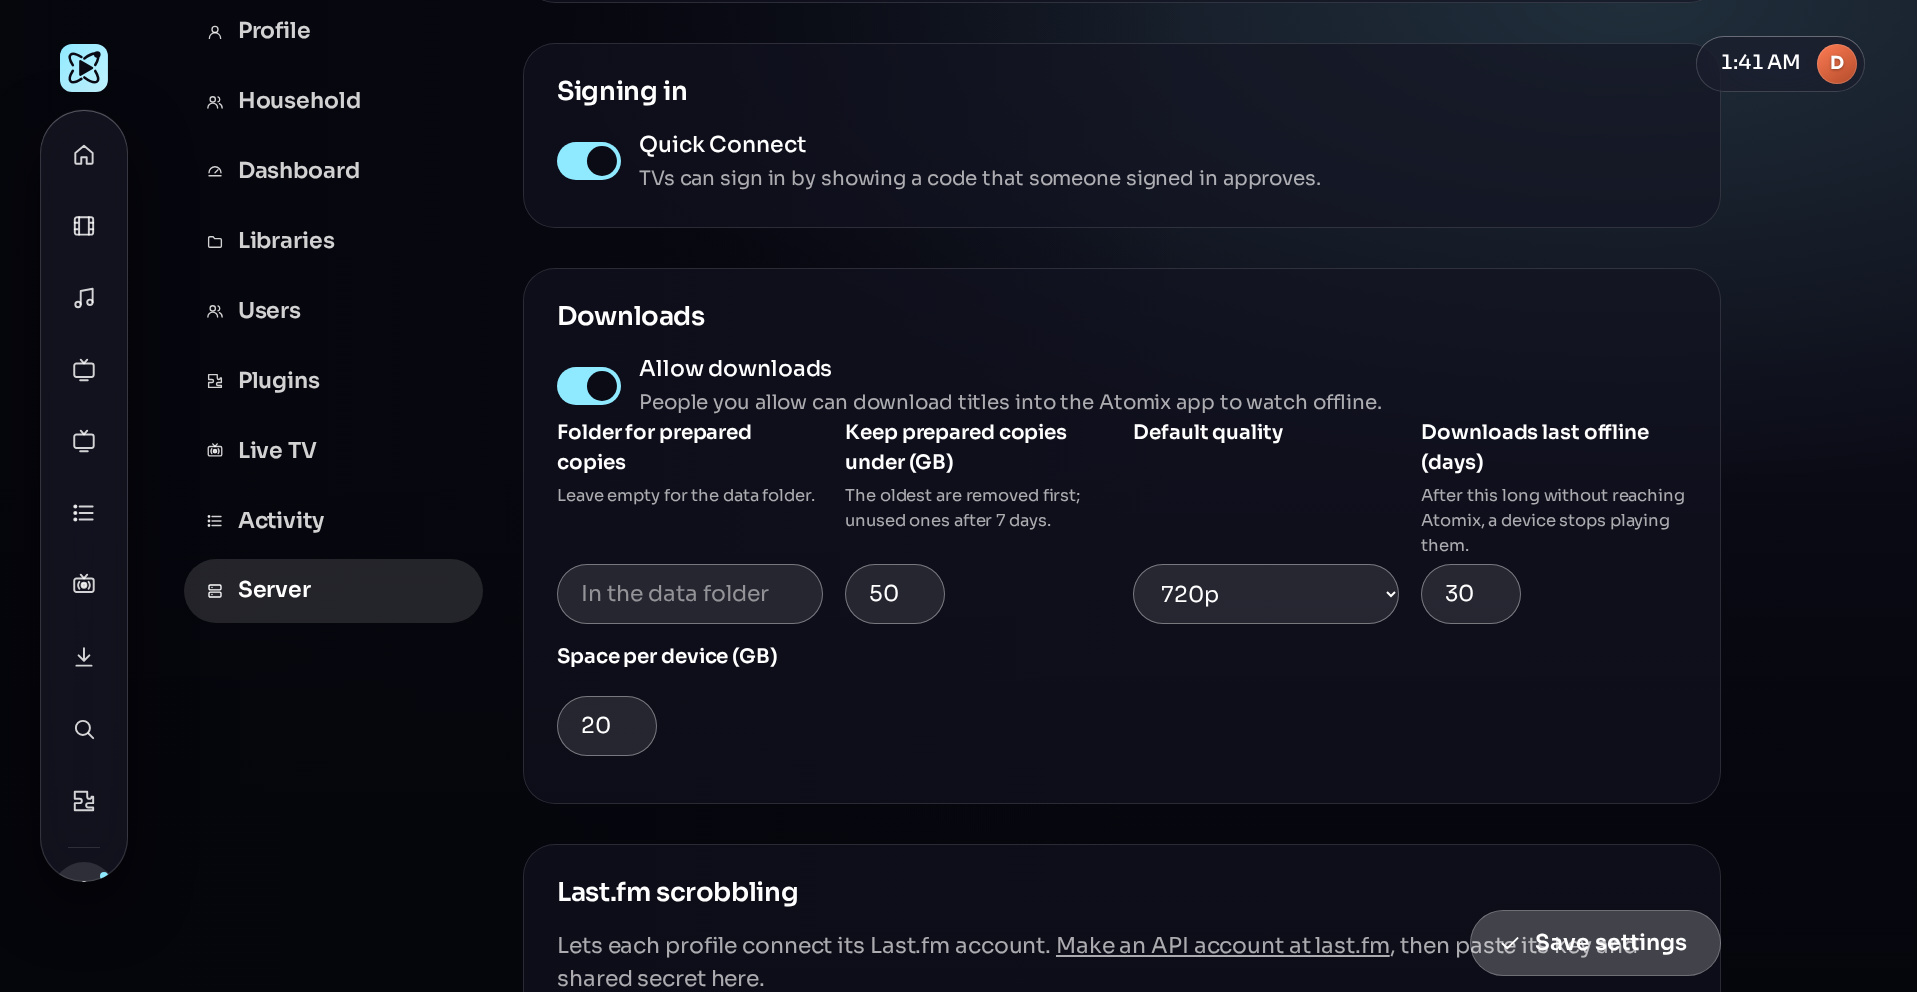 Profile
Household
Dashboard
Libraries
Users
Plugins
Live TV
Activity
Server
1:41 AM
D
Signing in
Quick Connect
TVs can sign in by showing a code that someone signed in approves.
Downloads
Allow downloads
People you allow can download titles into the Atomix app to watch offline.
Folder for prepared
copies
Leave empty for the data folder.
In the data folder
Keep prepared copies
under (GB)
The oldest are removed first;
unused ones after 7 days.
50
Default quality
720p
Downloads last offline
(days)
After this long without reaching
Atomix, a device stops playing
them.
30
Space per device (GB)
20
Last.fm scrobbling
Lets each profile connect its Last.fm account. Make an API account at last.fm, then paste its key and
shared secret here.
Save settings